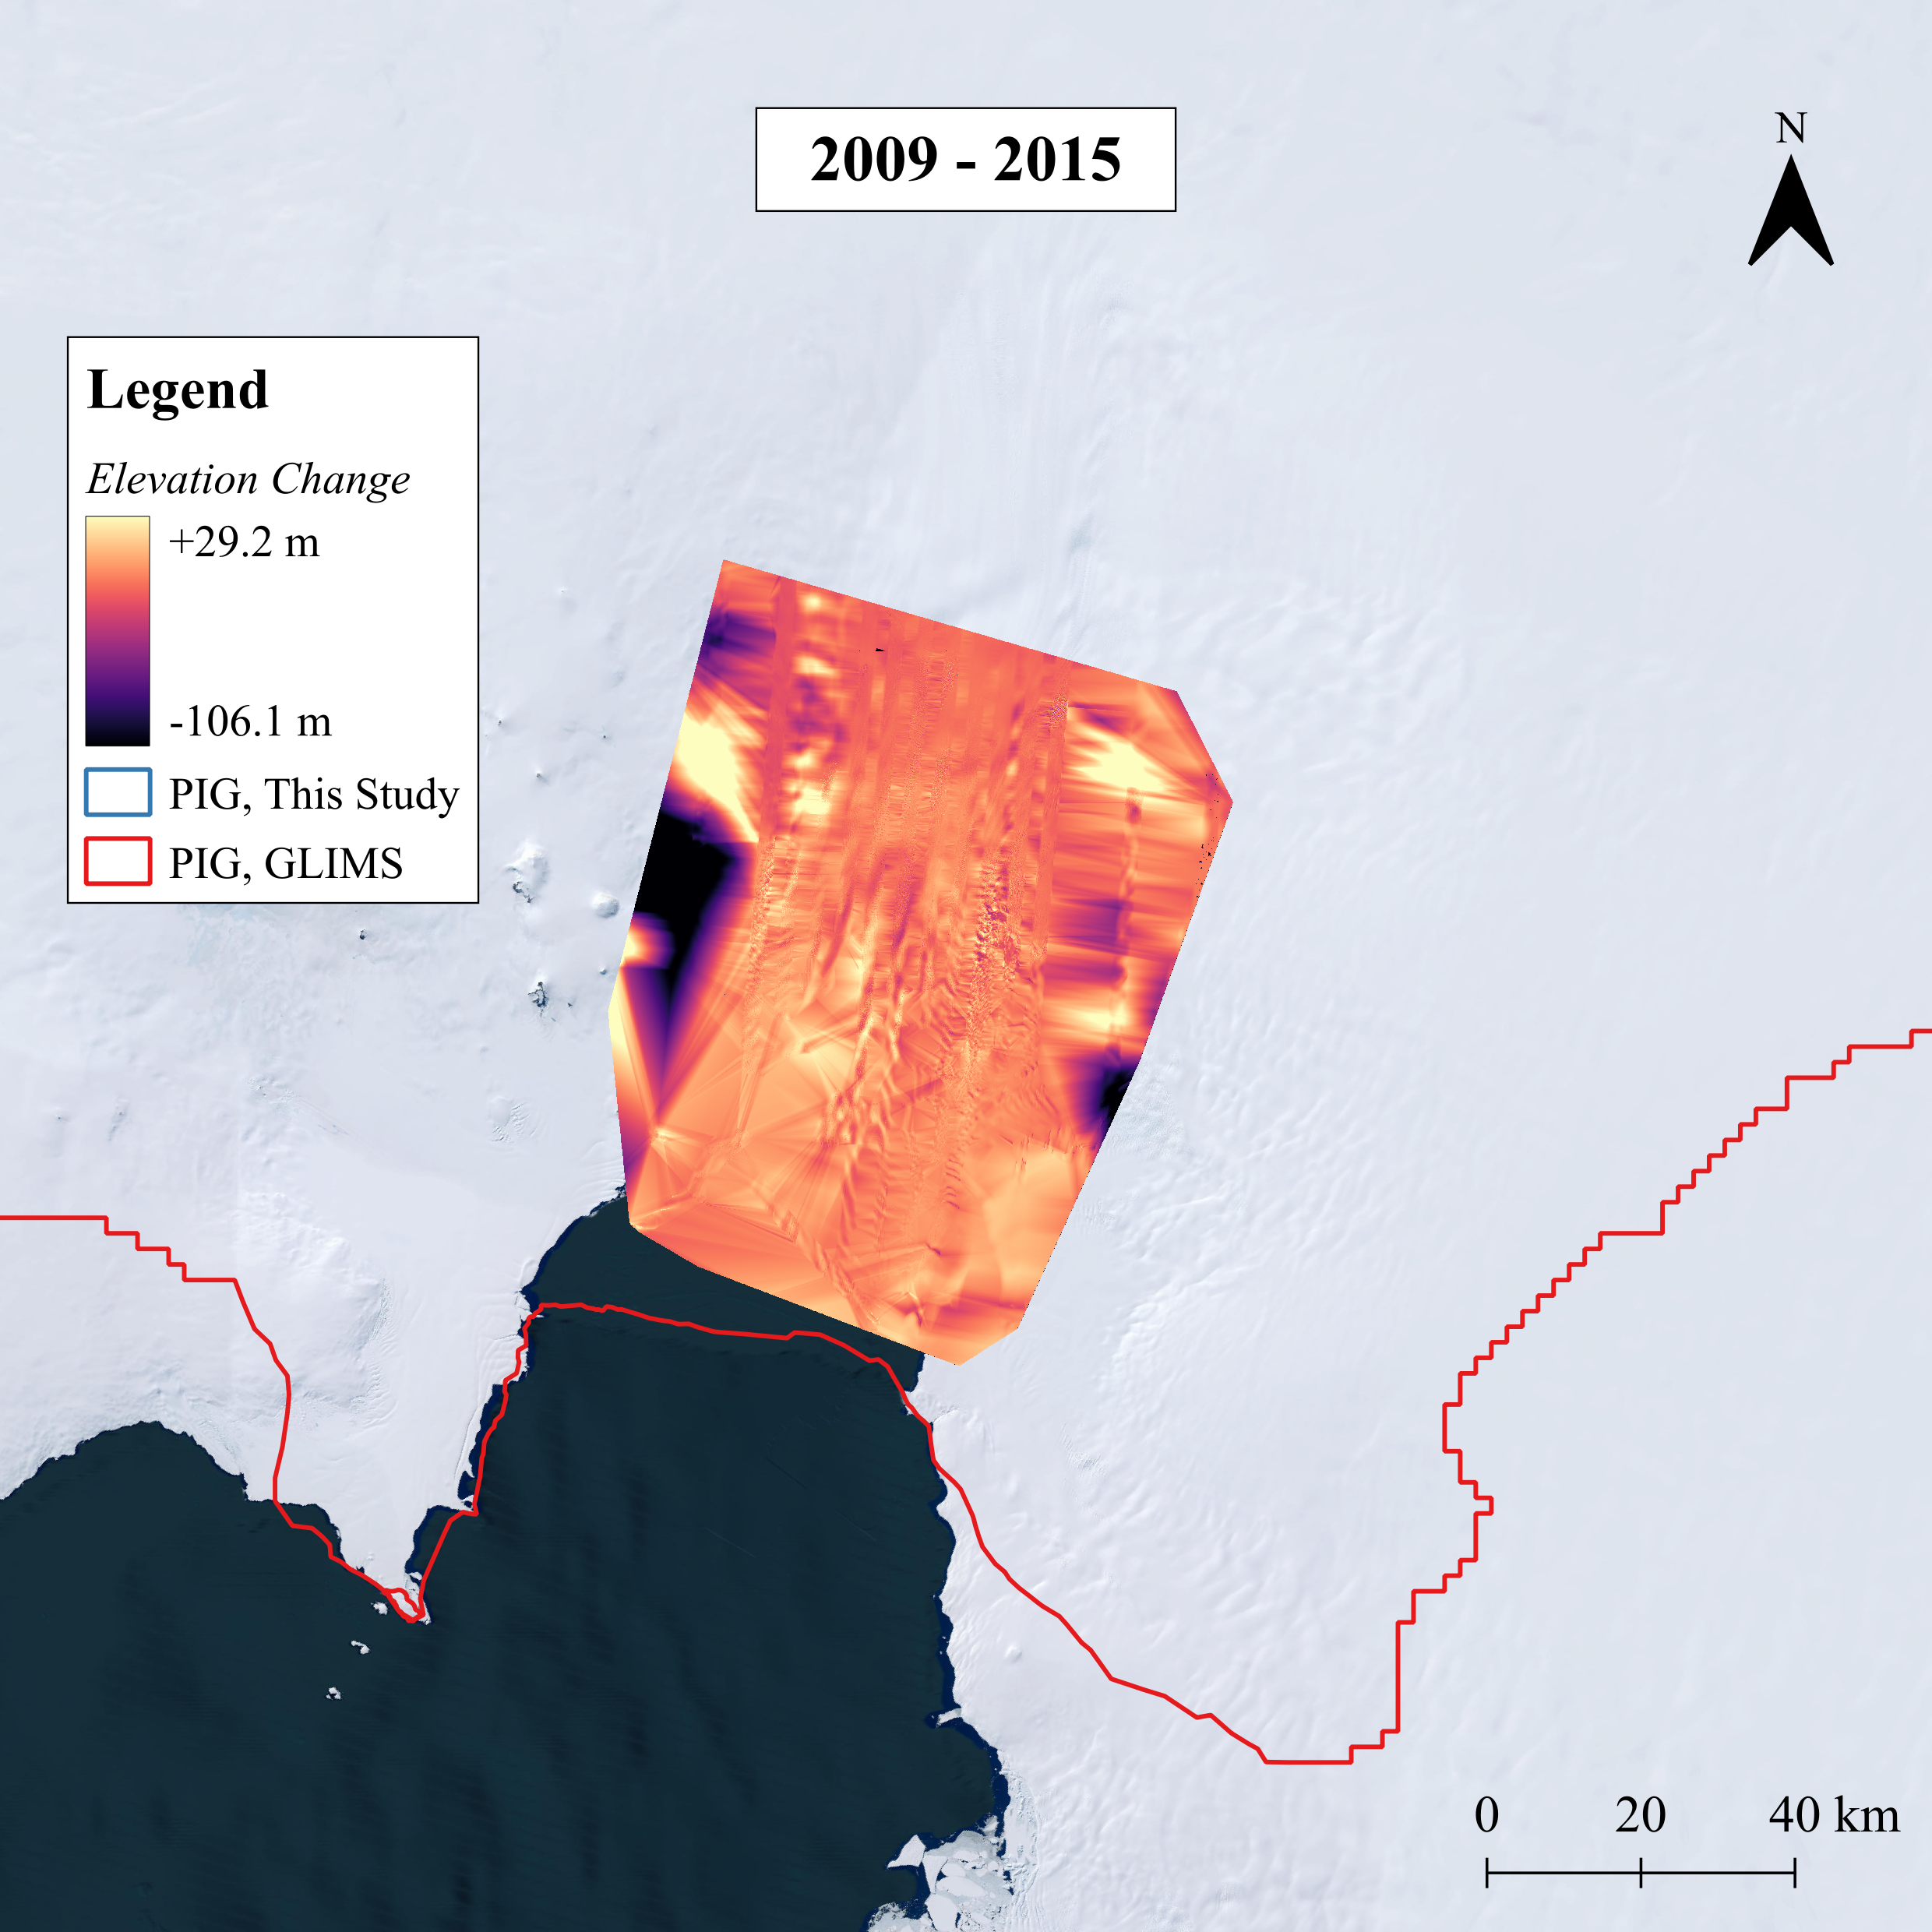 2009 - 2015
N
Legend
Elevation Change
+29.2 m
-106.1 m
PIG, This Study
PIG, GLIMS
0 20 40 km